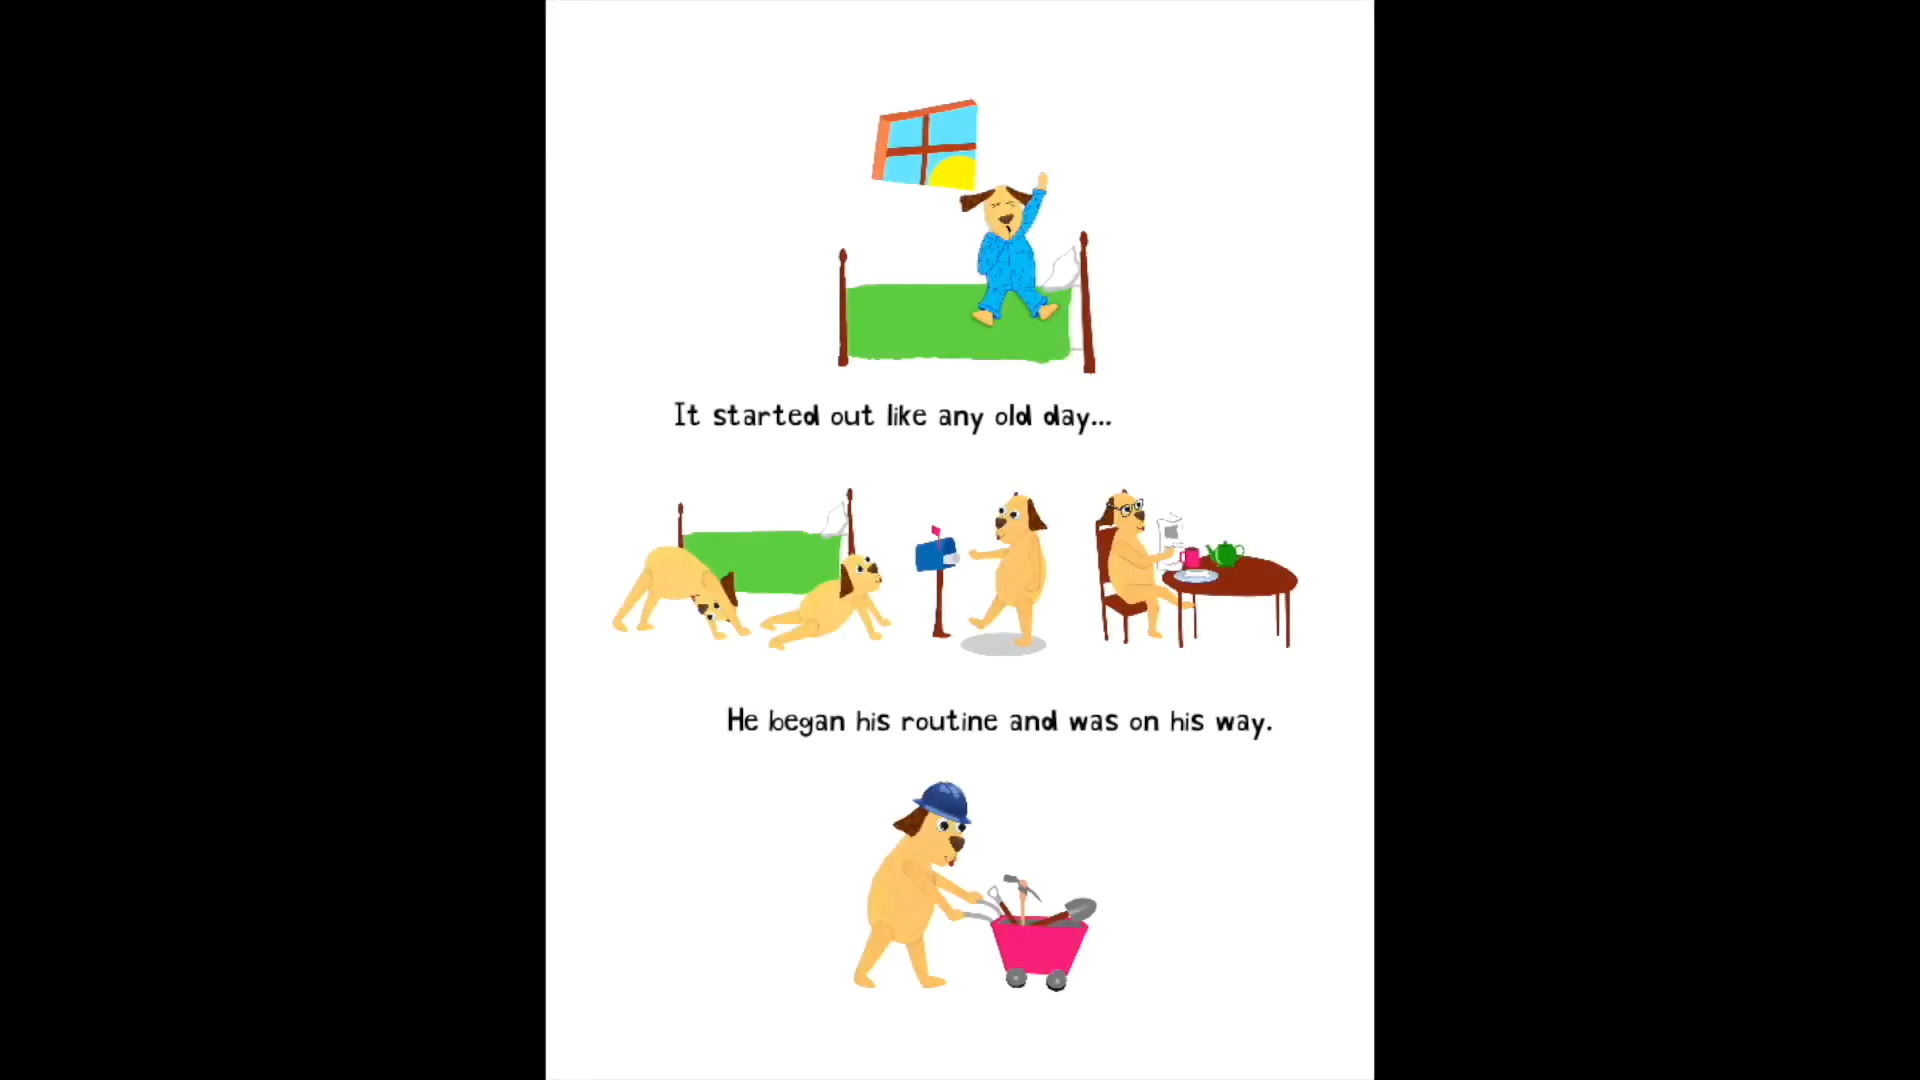 It started out like any old day...
He began his routine and was on his way.